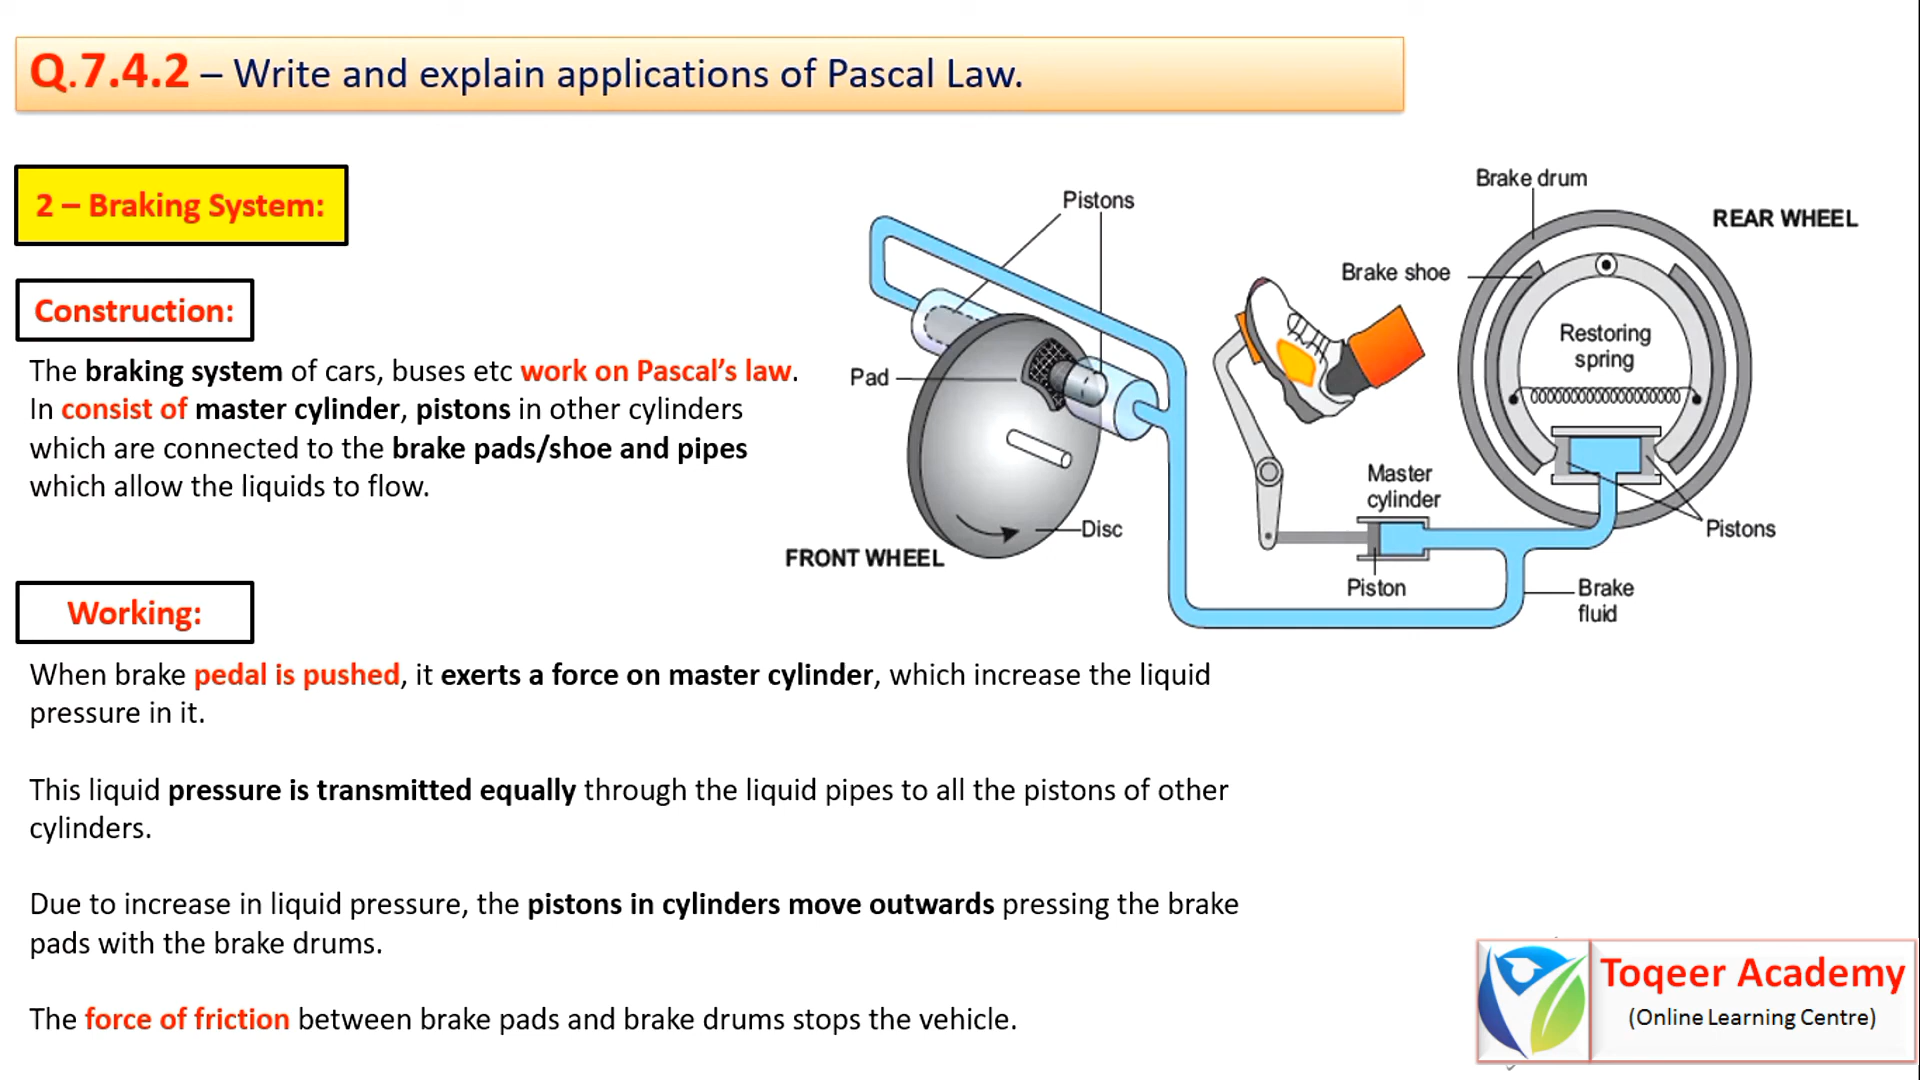 Q.7.4.2 – Write and explain applications of Pascal Law.
2 – Braking System:
Construction:
The braking system of cars, buses etc work on Pascal’s law.
In consist of master cylinder, pistons in other cylinders
which are connected to the brake pads/shoe and pipes
which allow the liquids to flow.
Pistons
Pad
Disc
FRONT WHEEL
Brake drum
REAR WHEEL
Brake shoe
Restoring
spring
Master
cylinder
Pistons
Piston
Brake
fluid
Working:
When brake pedal is pushed, it exerts a force on master cylinder, which increase the liquid
pressure in it.
This liquid pressure is transmitted equally through the liquid pipes to all the pistons of other
cylinders.
Due to increase in liquid pressure, the pistons in cylinders move outwards pressing the brake
pads with the brake drums.
The force of friction between brake pads and brake drums stops the vehicle.
Toqeer Academy
(Online Learning Centre)